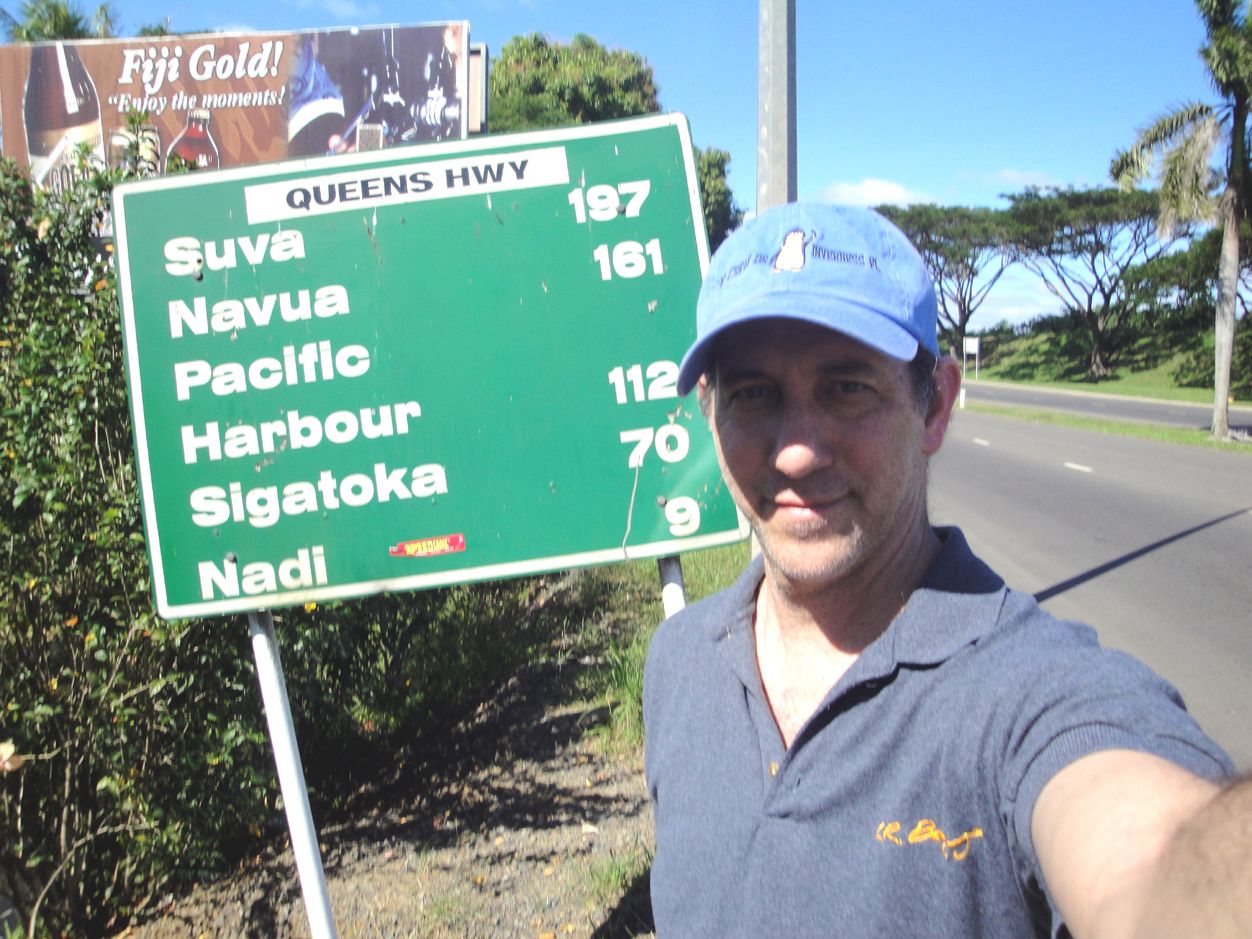 Fiji Gold!
"Enjoy the moments!
QUEENS HWY
Suva 197
Navua 161
Pacific
Harbour 112
Sigatoka 70
Nadi 9